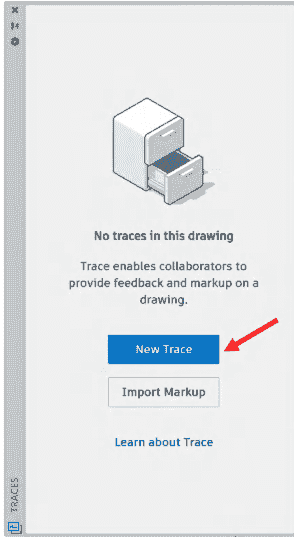 No traces in this drawing
Trace enables collaborators to
provide feedback and markup on a
drawing.
New Trace
Import Markup
Learn about Trace
TRACES